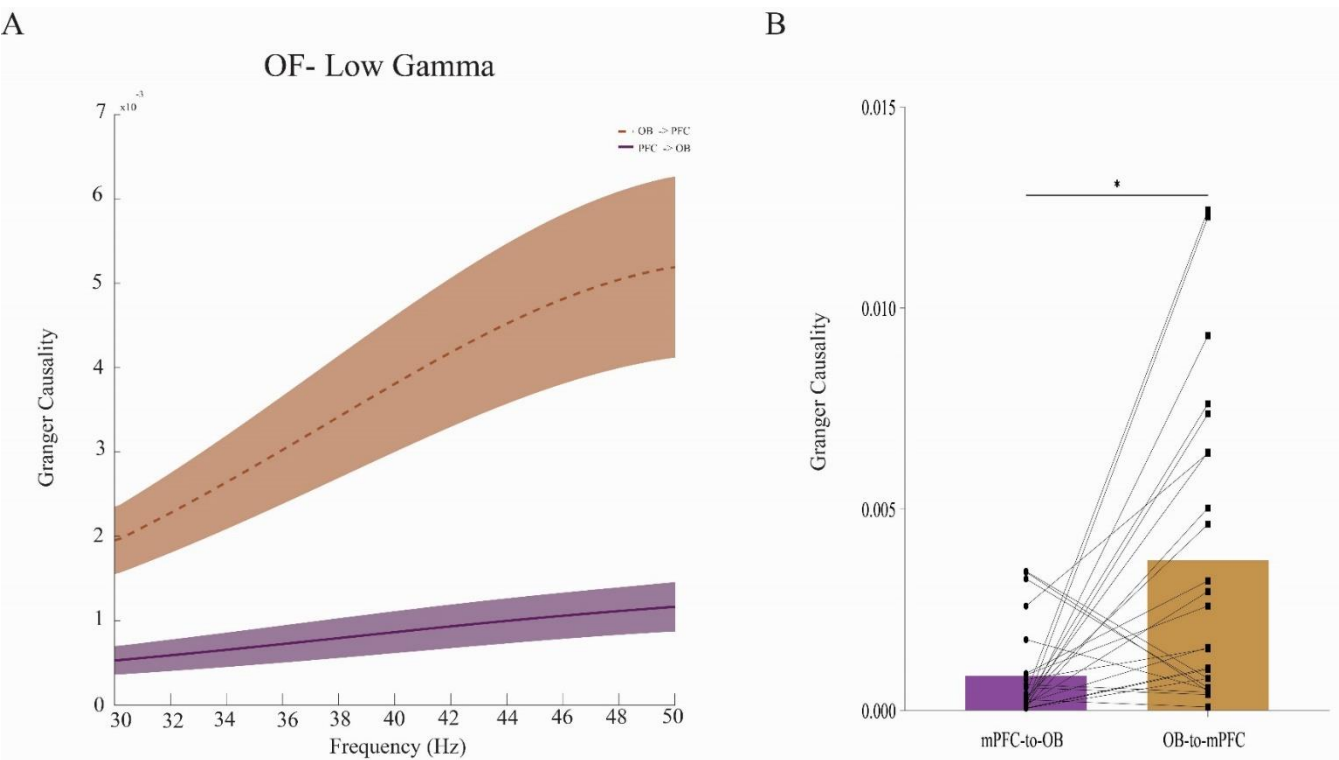 A
B
OF- Low Gamma
x10 -3
7
6
5
4
3
2
1
0
Granger Causality
30 32 34 36 38 40 42 44 46 48 50
Frequency (Hz)
OB -> PFC
PFC -> OB
0.015
0.010
0.005
0.000
Granger Causality
*
mPFC-to-OB OB-to-mPFC